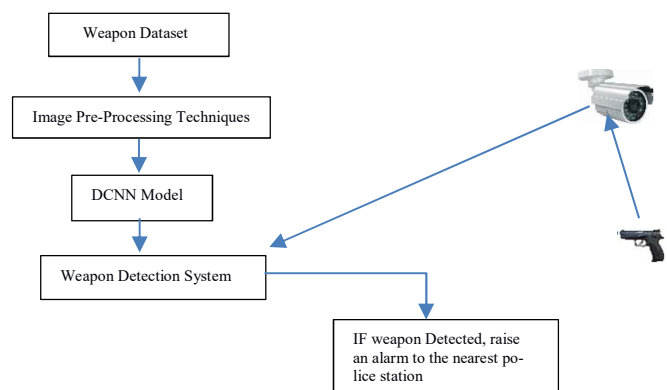 Weapon Dataset
Image Pre-Processing Techniques
DCNN Model
Weapon Detection System
IF weapon Detected, raise
an alarm to the nearest po-
lice station